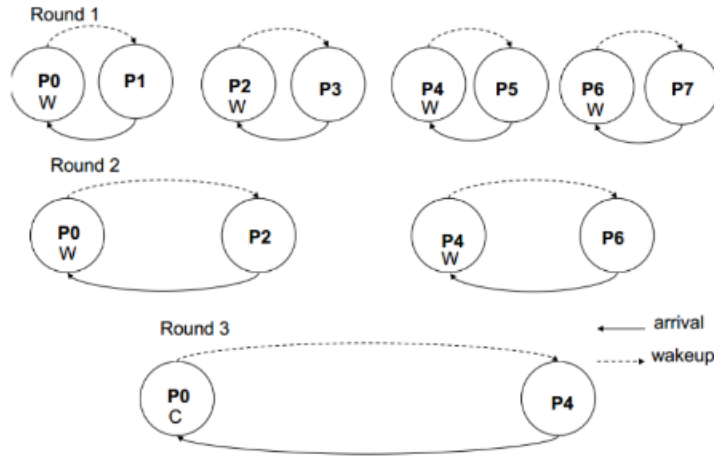 Round 1
P0 P1 P2 P3 P4 P5 P6 P7
W W W W
Round 2
P0 P2 P4 P6
W W
Round 3
arrival
wakeup
P0 P4
C